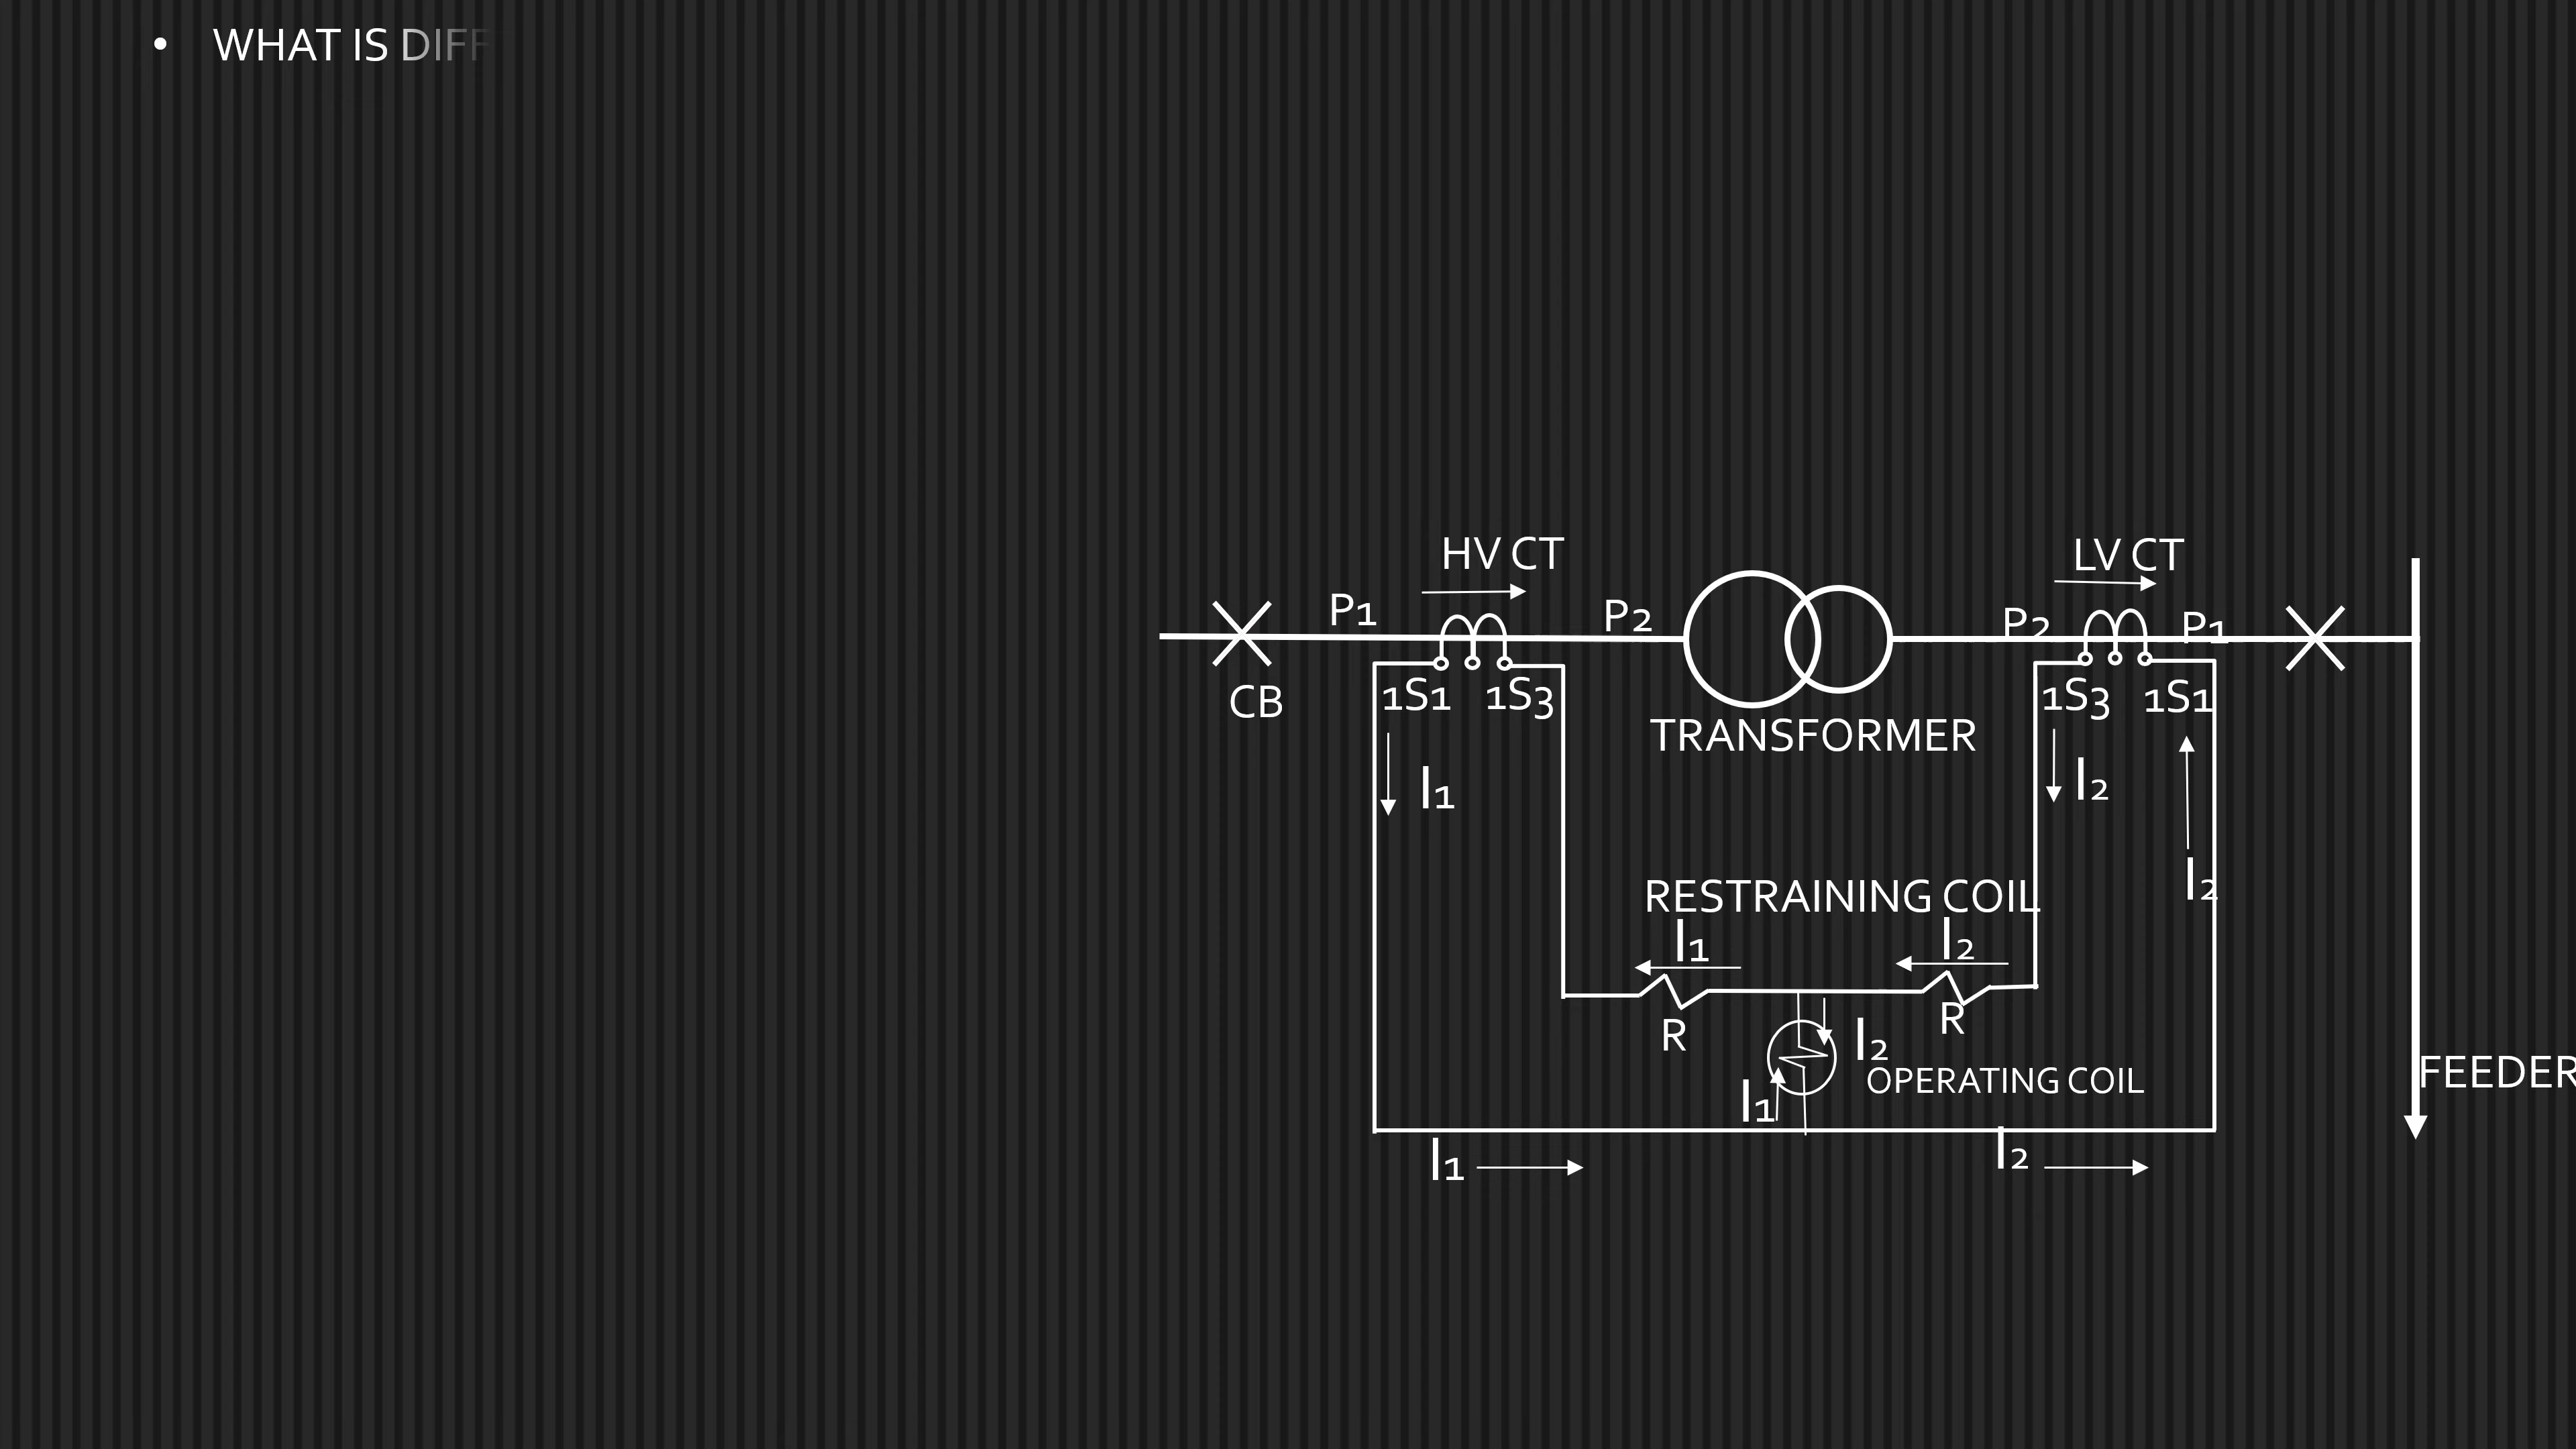 • WHAT IS DIFF
HV CT
LV CT
P1
P2
P2
P1
CB
1S1
1S3
1S3
1S1
TRANSFORMER
I1
I2
I2
RESTRAINING COIL
I1
I2
R
R
I2
OPERATING COIL
I1
FEEDER
I1
I2